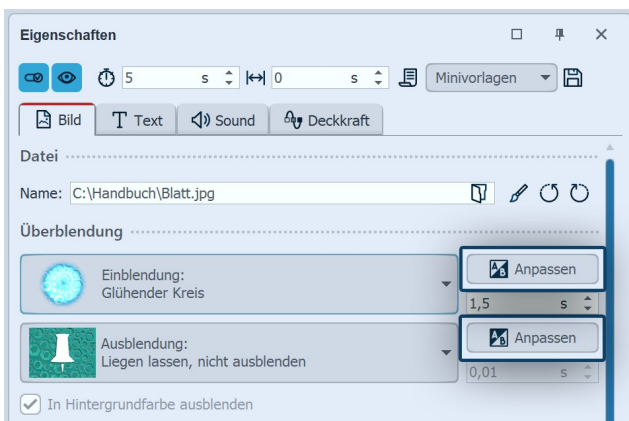 Eigenschaften
5 s 0 s Minivorlagen
Bild Text Sound Deckkraft
Datei
Name: C:\Handbuch\Blatt.jpg
Überblendung
Einblendung:
Glühender Kreis
A/B Anpassen
1,5 s
Ausblendung:
Liegen lassen, nicht ausblenden
A/B Anpassen
0,01 s
In Hintergrundfarbe ausblenden